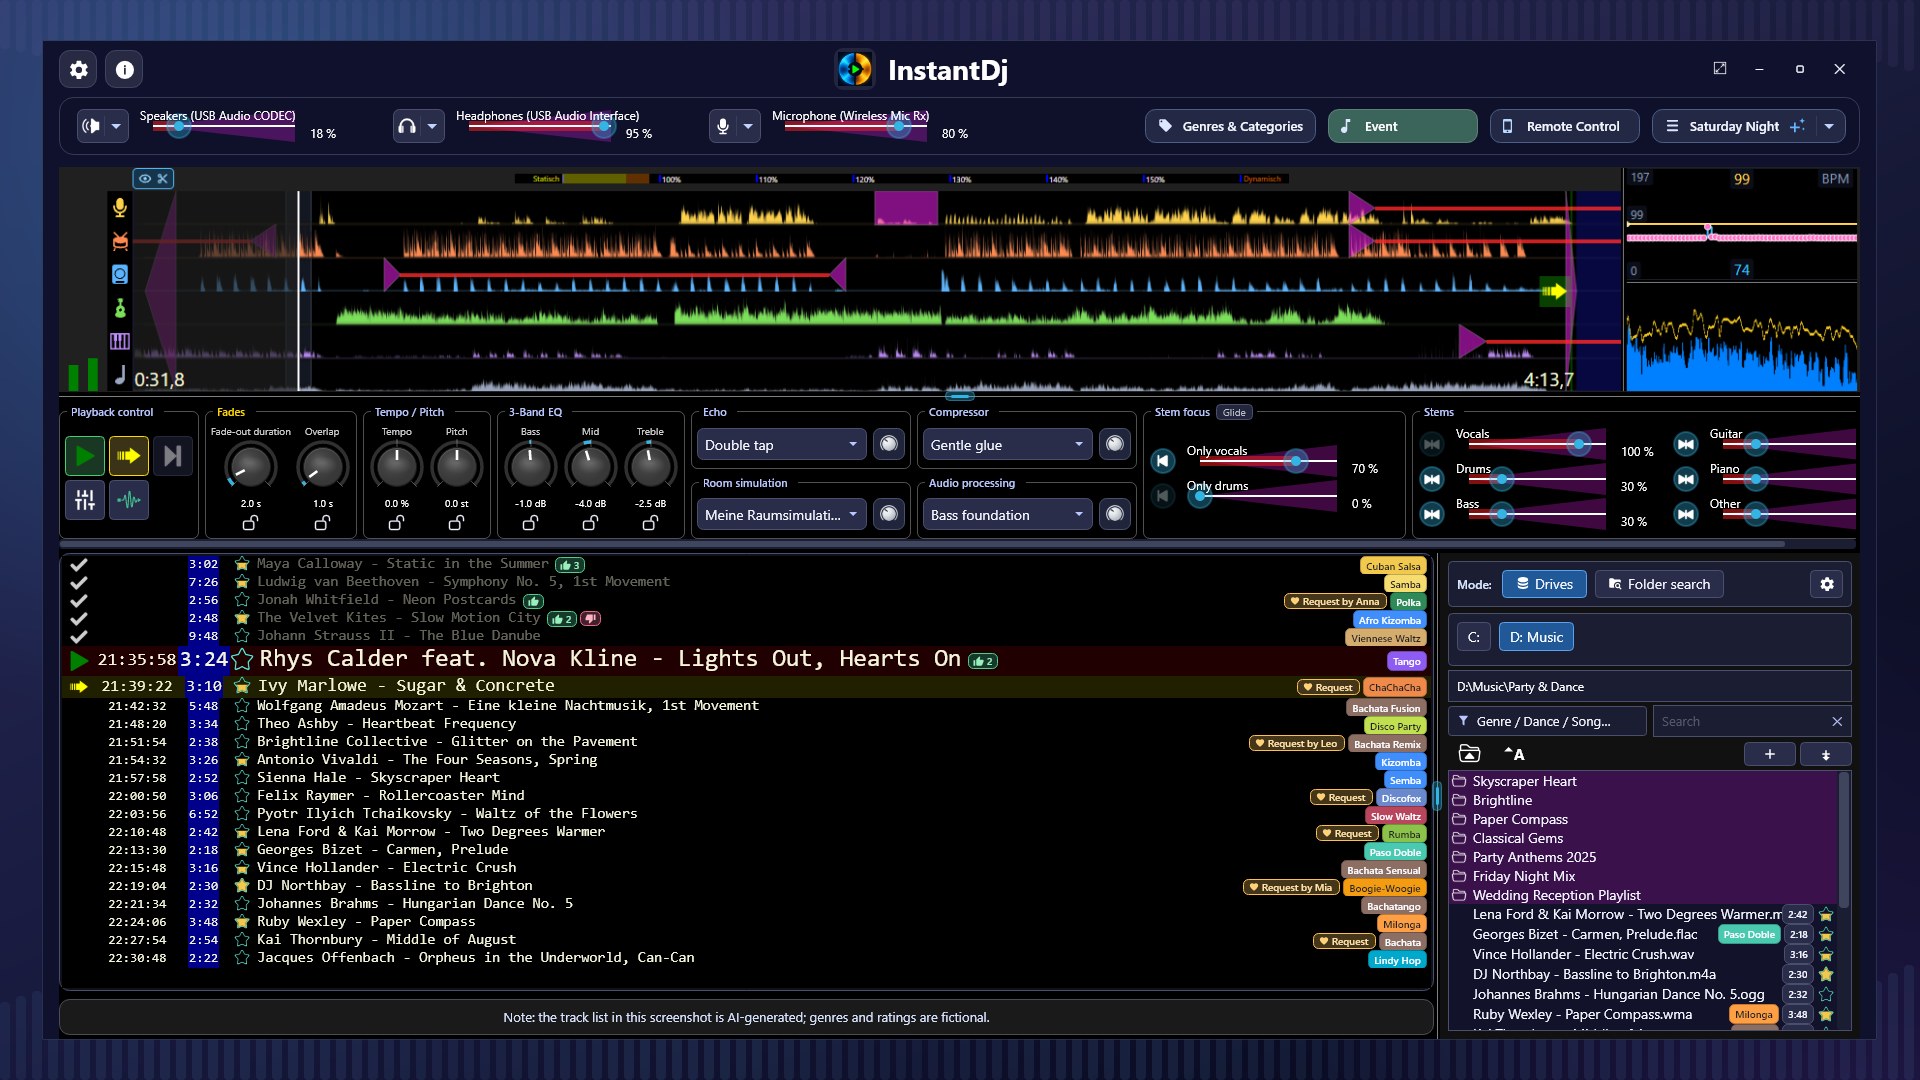 InstantDj
Speakers (USB Audio CODEC)
18 %
Headphones (USB Audio Interface)
95 %
Microphone (Wireless Mic Rx)
80 %
Genres & Categories
Event
Remote Control
Saturday Night
Statisch
100%
110%
120%
130%
140%
150%
Dynamisch
197
99
BPM
99
0
74
0:31,8
4:13,7
Playback control
Fades
Fade-out duration
Overlap
2.0 s
1.0 s
Tempo / Pitch
Tempo
Pitch
0.0 %
0.0 st
3-Band EQ
Bass
Mid
Treble
-1.0 dB
-4.0 dB
-2.5 dB
Echo
Double tap
Room simulation
Meine Raumsimulati...
Compressor
Gentle glue
Audio processing
Bass foundation
Stem focus
Glide
Only vocals
70 %
Only drums
0 %
Stems
Vocals
100 %
Drums
30 %
Bass
30 %
Guitar
Piano
Other
3:02 Maya Calloway - Static in the Summer 3 Cuban Salsa
7:26 Ludwig van Beethoven - Symphony No. 5, 1st Movement Samba
2:56 Jonah Whitfield - Neon Postcards Request by Anna Polka
2:48 The Velvet Kites - Slow Motion City 2 Afro Kizomba
9:48 Johann Strauss II - The Blue Danube Viennese Waltz
21:35:58 3:24 Rhys Calder feat. Nova Kline - Lights Out, Hearts On 2 Tango
21:39:22 3:10 Ivy Marlowe - Sugar & Concrete Request ChaChaCha
21:42:32 5:48 Wolfgang Amadeus Mozart - Eine kleine Nachtmusik, 1st Movement Bachata Fusion
21:48:20 3:34 Theo Ashby - Heartbeat Frequency Disco Party
21:51:54 2:38 Brightline Collective - Glitter on the Pavement Request by Leo Bachata Remix
21:54:32 3:26 Antonio Vivaldi - The Four Seasons, Spring Kizomba
21:57:58 2:52 Sienna Hale - Skyscraper Heart Semba
22:00:50 3:06 Felix Raymer - Rollercoaster Mind Request Discofox
22:03:56 6:52 Pyotr Ilyich Tchaikovsky - Waltz of the Flowers Slow Waltz
22:10:48 2:42 Lena Ford & Kai Morrow - Two Degrees Warmer Request Rumba
22:13:30 2:18 Georges Bizet - Carmen, Prelude Paso Doble
22:15:48 3:16 Vince Hollander - Electric Crush Bachata Sensual
22:19:04 2:30 DJ Northbay - Bassline to Brighton Request by Mia Boogie-Woogie
22:21:34 2:32 Johannes Brahms - Hungarian Dance No. 5 Bachatango
22:24:06 3:48 Ruby Wexley - Paper Compass Milonga
22:27:54 2:54 Kai Thornbury - Middle of August Request Bachata
22:30:48 2:22 Jacques Offenbach - Orpheus in the Underworld, Can-Can Lindy Hop
Note: the track list in this screenshot is AI-generated; genres and ratings are fictional.
Mode:
Drives
Folder search
C:
D: Music
D:\Music\Party & Dance
Genre / Dance / Song...
Search
A
Skyscraper Heart
Brightline
Paper Compass
Classical Gems
Party Anthems 2025
Friday Night Mix
Wedding Reception Playlist
Lena Ford & Kai Morrow - Two Degrees Warmer.m 2:42
Georges Bizet - Carmen, Prelude.flac Paso Doble 2:18
Vince Hollander - Electric Crush.wav 3:16
DJ Northbay - Bassline to Brighton.m4a 2:30
Johannes Brahms - Hungarian Dance No. 5.ogg 2:32
Ruby Wexley - Paper Compass.wma Milonga 3:48